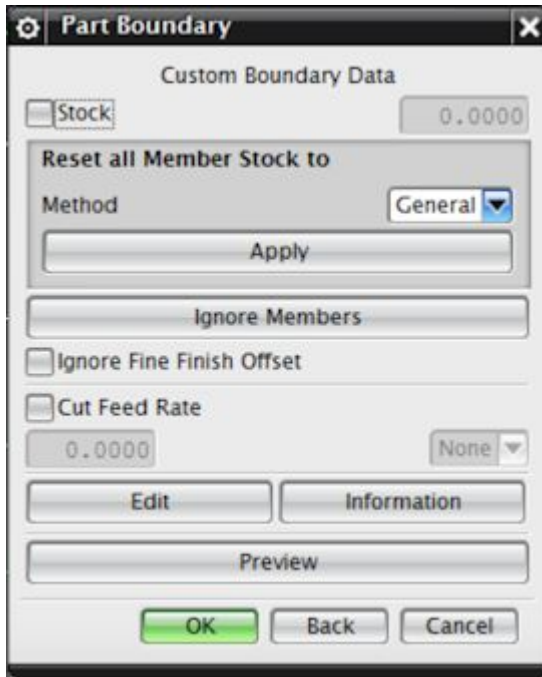 Part Boundary
Custom Boundary Data
Stock 0.0000
Reset all Member Stock to
Method General
Apply
Ignore Members
Ignore Fine Finish Offset
Cut Feed Rate
0.0000 None
Edit Information
Preview
OK Back Cancel